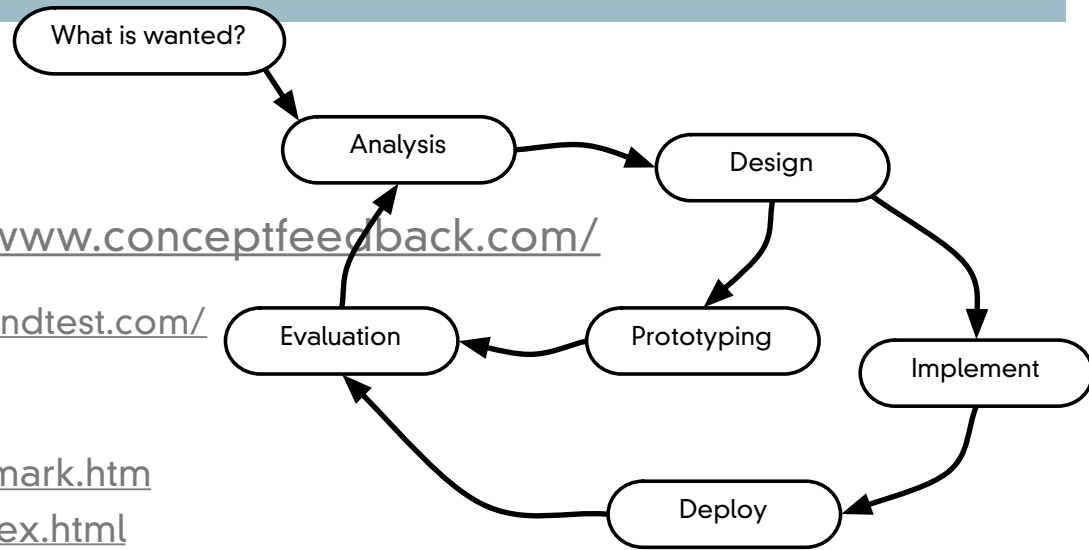 What is wanted?
Analysis
Design
www.conceptfeedback.com/
ndtest.com/
Evaluation
Prototyping
Implement
mark.htm
ex.html
Deploy